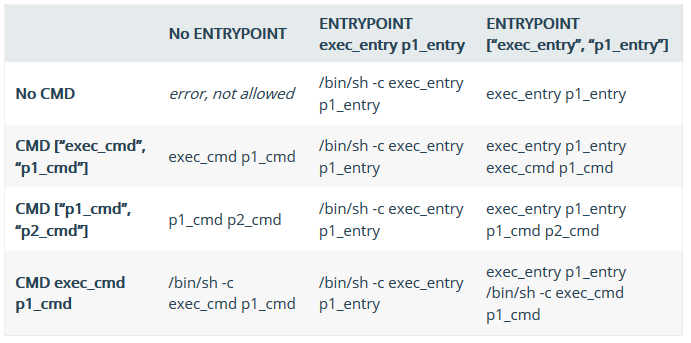 No ENTRYPOINT
ENTRYPOINT
exec_entry p1_entry
ENTRYPOINT
[“exec_entry”, “p1_entry”]
No CMD
error, not allowed
/bin/sh -c exec_entry
p1_entry
exec_entry p1_entry
CMD [“exec_cmd”,
“p1_cmd”]
exec_cmd p1_cmd
/bin/sh -c exec_entry
p1_entry
exec_entry p1_entry
exec_cmd p1_cmd
CMD [“p1_cmd”,
“p2_cmd”]
p1_cmd p2_cmd
/bin/sh -c exec_entry
p1_entry
exec_entry p1_entry
p1_cmd p2_cmd
CMD exec_cmd
p1_cmd
/bin/sh -c
exec_cmd p1_cmd
/bin/sh -c exec_entry
p1_entry
exec_entry p1_entry
/bin/sh -c exec_cmd
p1_cmd